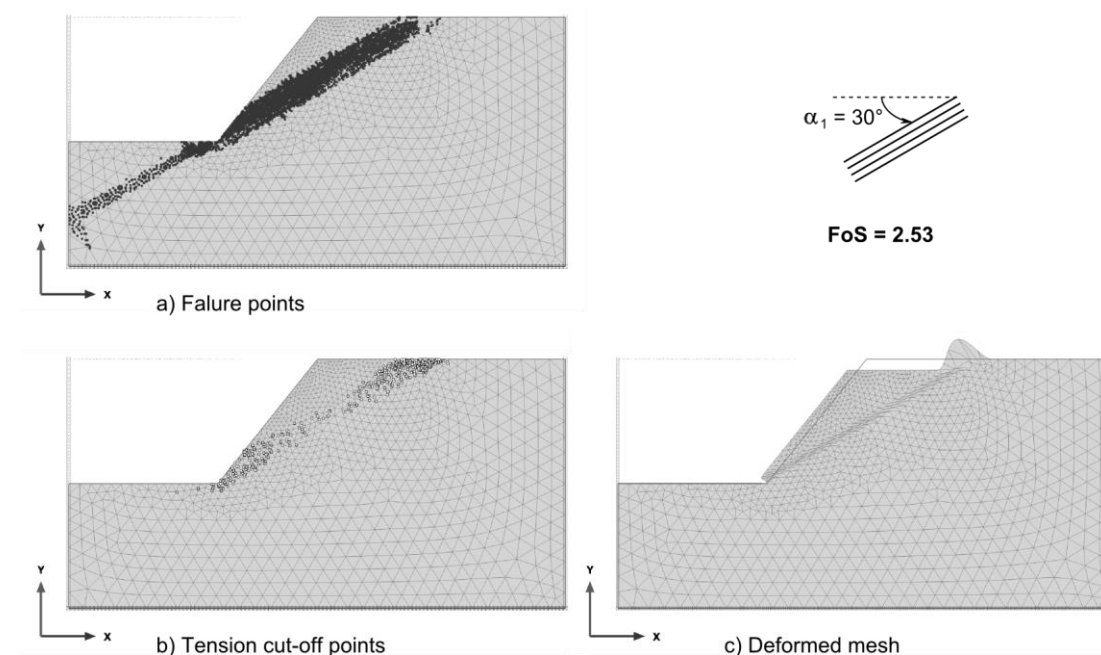 α₁ = 30°
FoS = 2.53
Y
x
a) Falure points
Y
x
b) Tension cut-off points
Y
x
c) Deformed mesh